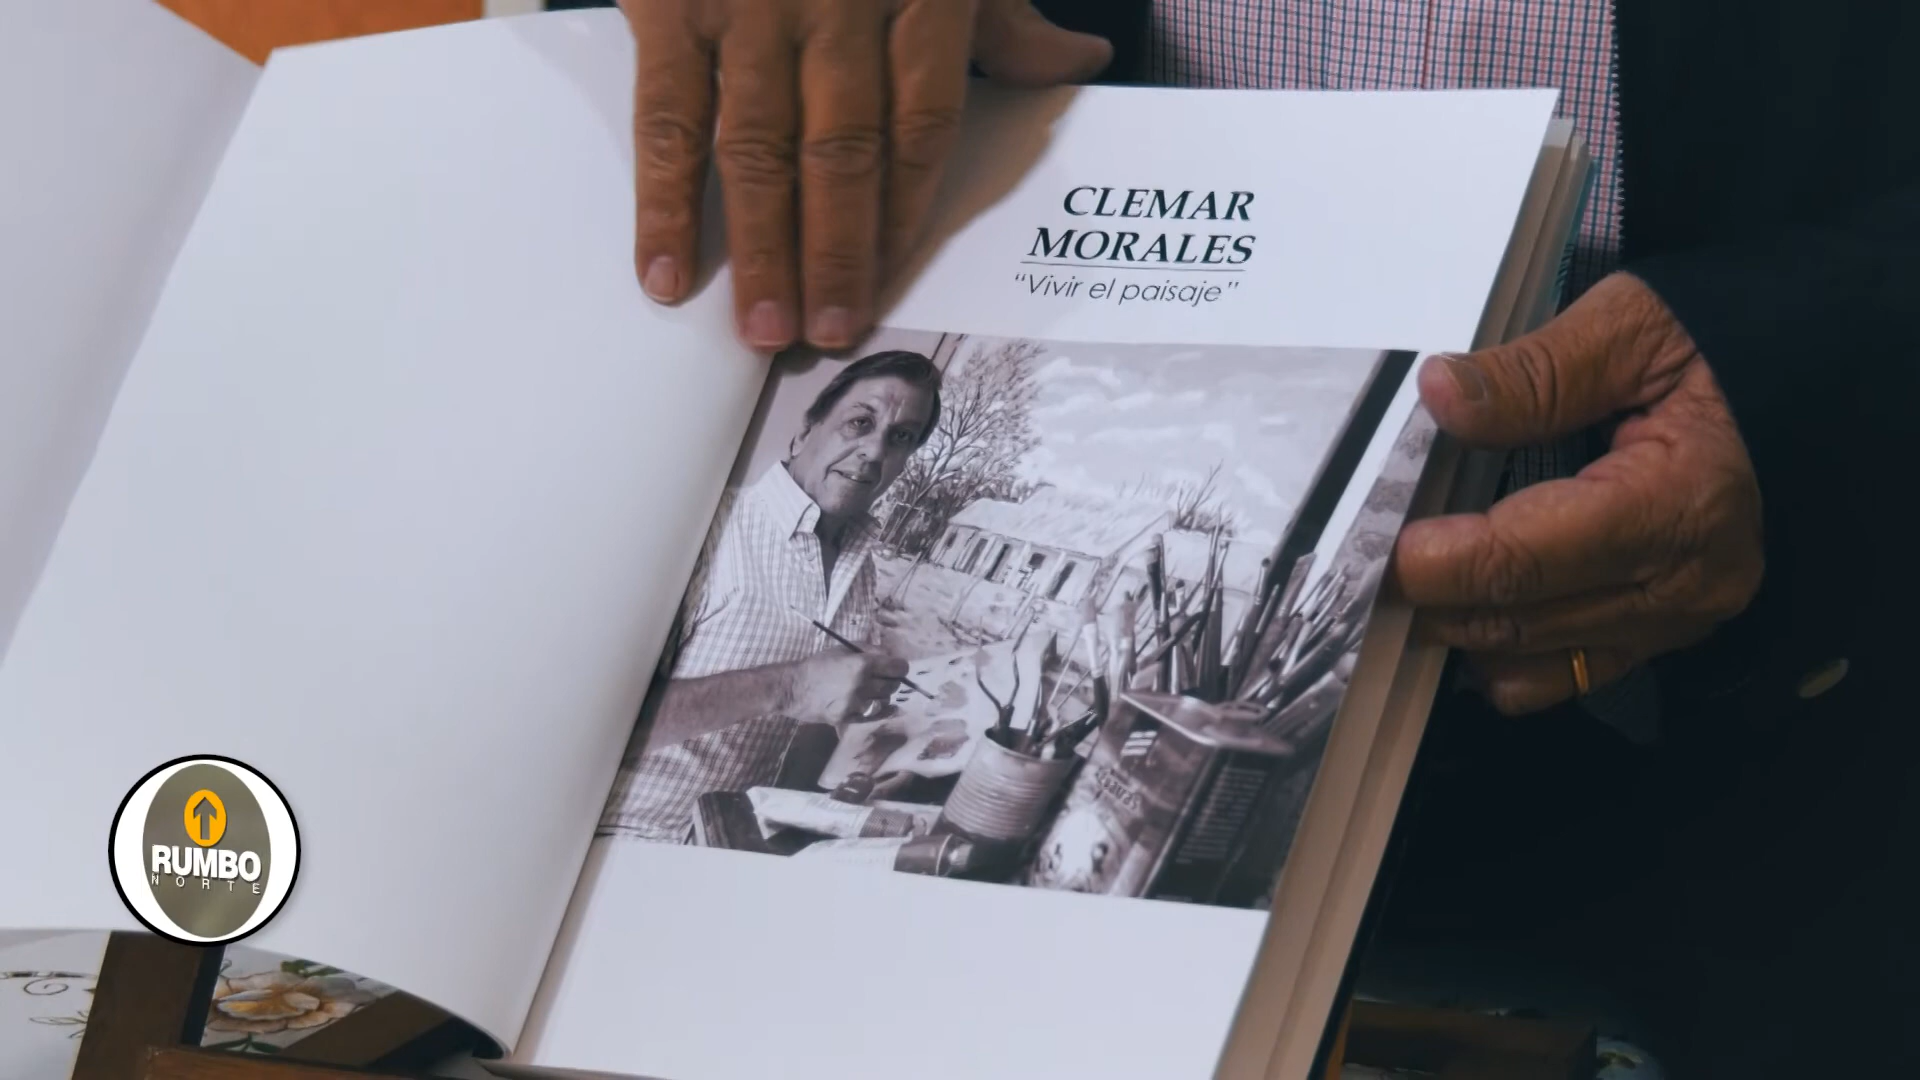 CLEMAR
MORALES
“Vivir el paisaje”
RUMBO
NORTE